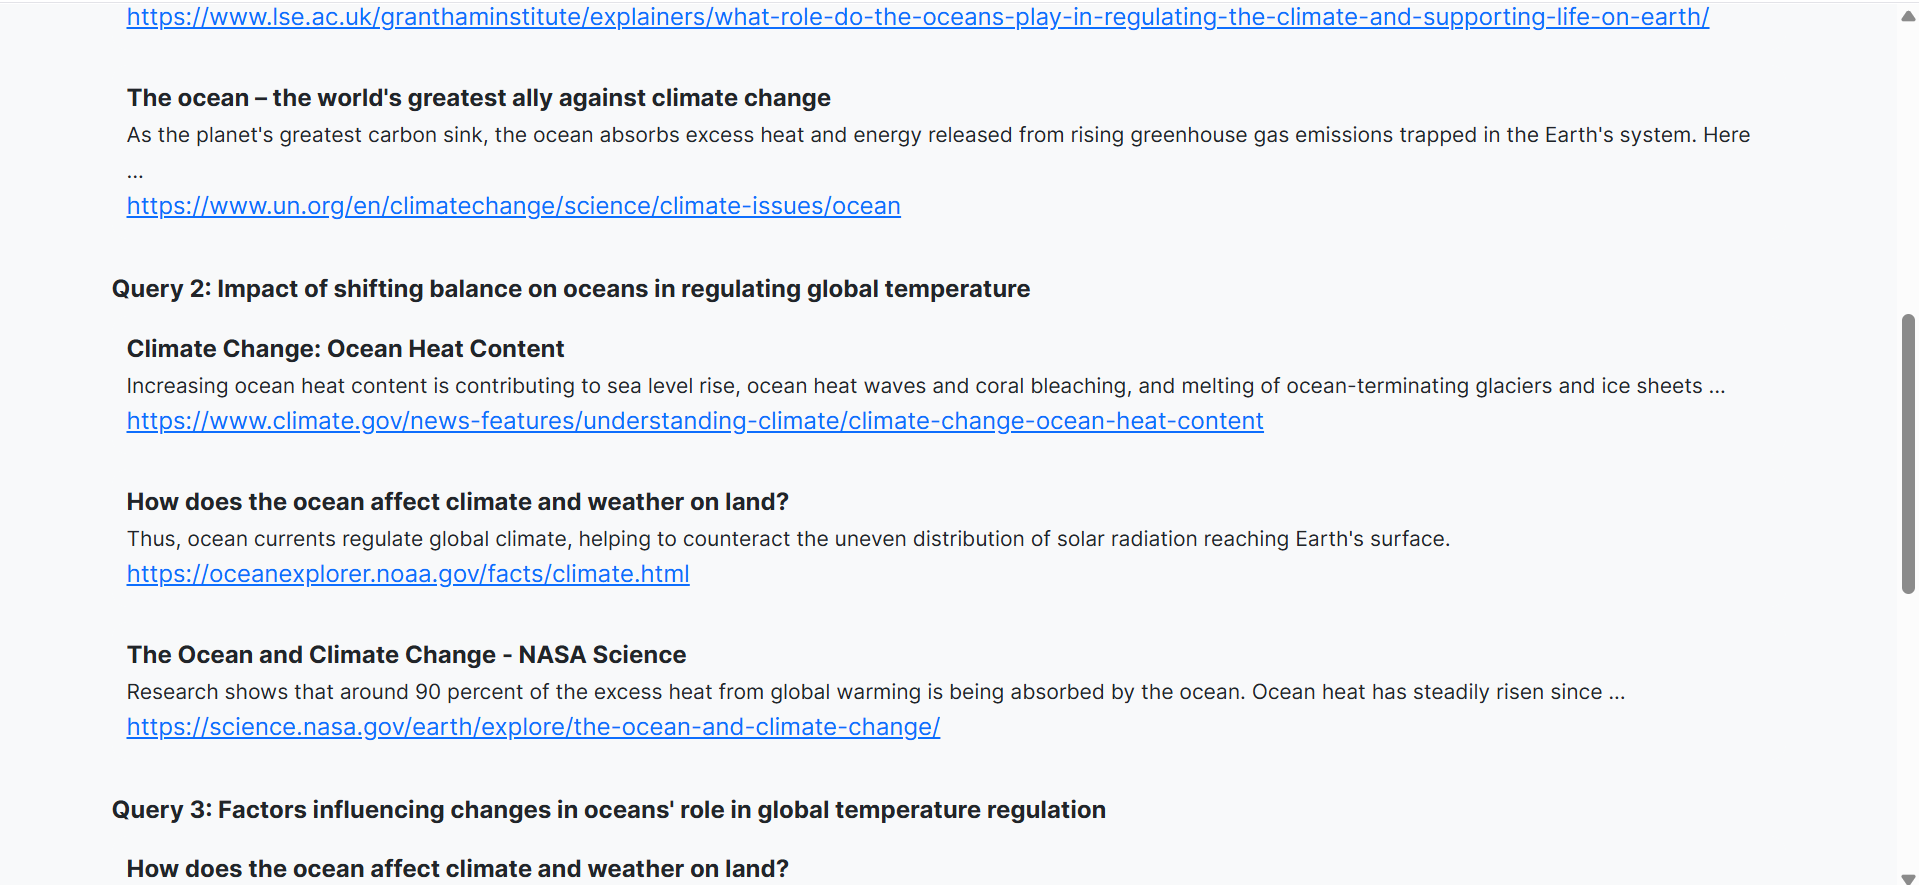 https://www.lse.ac.uk/granthaminstitute/explainers/what-role-do-the-oceans-play-in-regulating-the-climate-and-supporting-life-on-earth/
The ocean – the world's greatest ally against climate change
As the planet's greatest carbon sink, the ocean absorbs excess heat and energy released from rising greenhouse gas emissions trapped in the Earth's system. Here
...
https://www.un.org/en/climatechange/science/climate-issues/ocean
Query 2: Impact of shifting balance on oceans in regulating global temperature
Climate Change: Ocean Heat Content
Increasing ocean heat content is contributing to sea level rise, ocean heat waves and coral bleaching, and melting of ocean-terminating glaciers and ice sheets ...
https://www.climate.gov/news-features/understanding-climate/climate-change-ocean-heat-content
How does the ocean affect climate and weather on land?
Thus, ocean currents regulate global climate, helping to counteract the uneven distribution of solar radiation reaching Earth's surface.
https://oceanexplorer.noaa.gov/facts/climate.html
The Ocean and Climate Change - NASA Science
Research shows that around 90 percent of the excess heat from global warming is being absorbed by the ocean. Ocean heat has steadily risen since ...
https://science.nasa.gov/earth/explore/the-ocean-and-climate-change/
Query 3: Factors influencing changes in oceans' role in global temperature regulation
How does the ocean affect climate and weather on land?